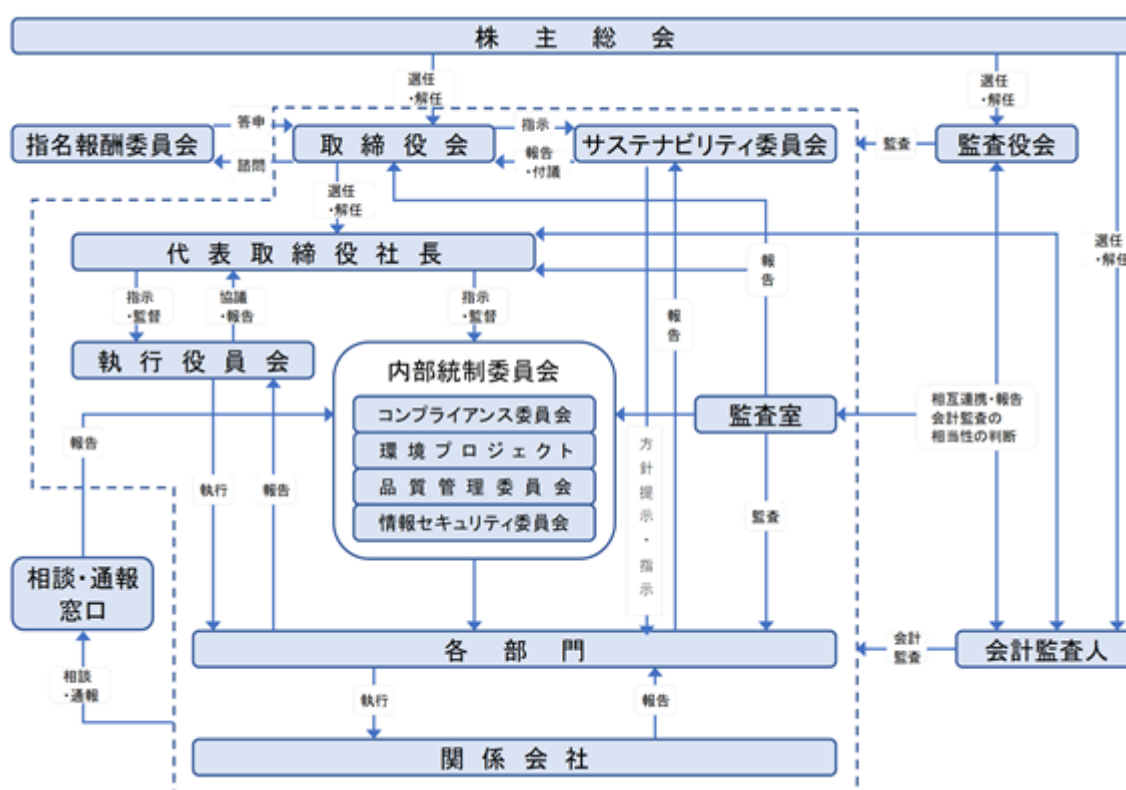 株主総会
選任
・解任
選任
・解任
指名報酬委員会
答申
諮問
取締役会
指示
報告
・付議
サステナビリティ委員会
監査
監査役会
選任
・解任
選任
・解任
代表取締役社長
報告
指示
・監督
協議
・報告
指示
・監督
報告
執行役員会
内部統制委員会
コンプライアンス委員会
環境プロジェクト
品質管理委員会
情報セキュリティ委員会
監査室
相互連携・報告
会計監査の
相当性の判断
報告
執行
報告
方針提示・指示
監査
相談・通報
窓口
各部門
会計
監査
会計監査人
相談
・通報
執行
報告
関係会社